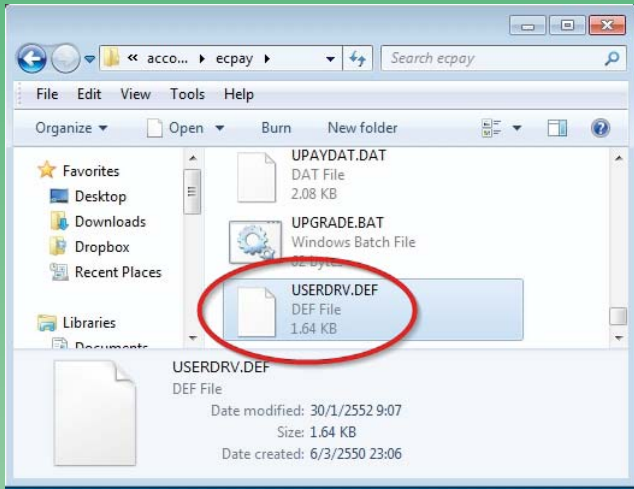 « acco... ▸ ecpay ▸
Search ecpay
File Edit View Tools Help
Organize ▾ Open ▾ Burn New folder
Favorites
Desktop
Downloads
Dropbox
Recent Places
Libraries
Documents
UPAYDAT.DAT
DAT File
2.08 KB
UPGRADE.BAT
Windows Batch File
62 bytes
USERDRV.DEF
DEF File
1.64 KB
USERDRV.DEF
DEF File
Date modified: 30/1/2552 9:07
Size: 1.64 KB
Date created: 6/3/2550 23:06